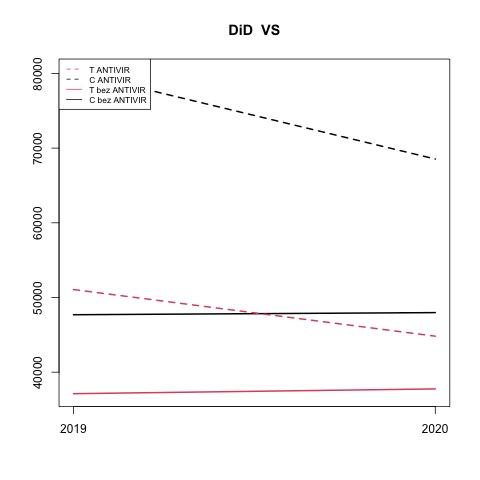 DiD VS
T ANTIVIR
C ANTIVIR
T bez ANTIVIR
C bez ANTIVIR
80000
70000
60000
50000
40000
2019 2020